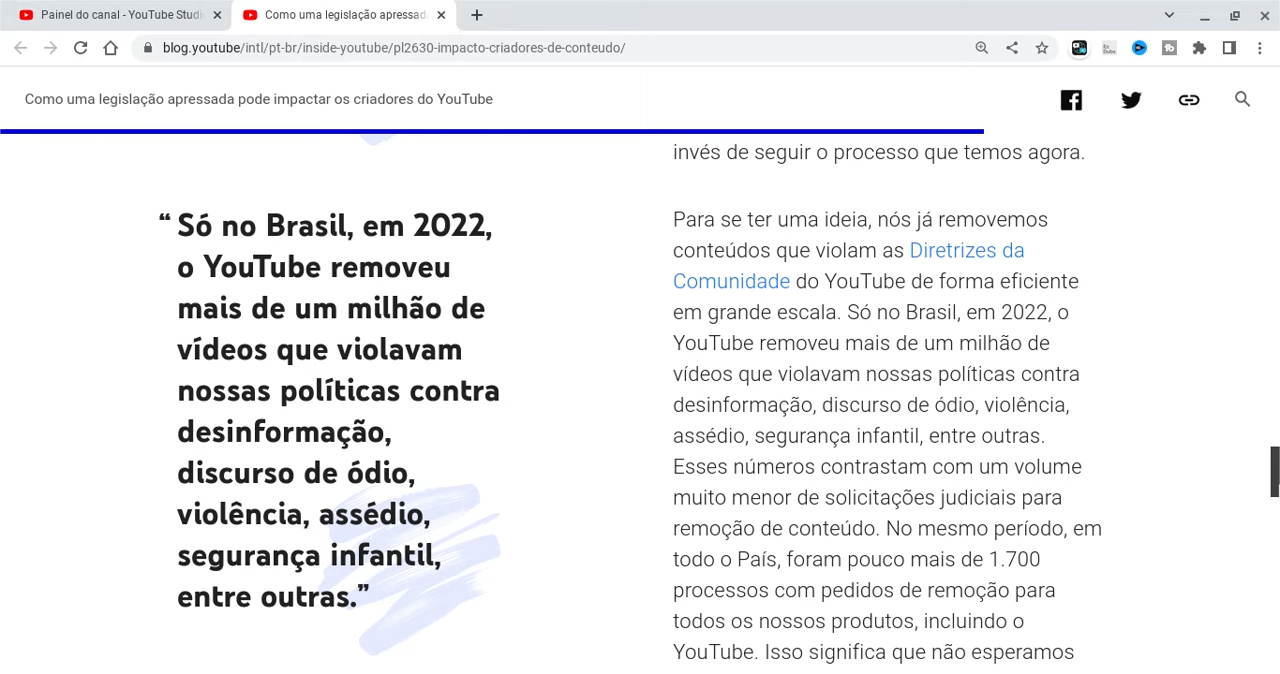 Painel do canal - YouTube Studi
Como uma legislação apressada
blog.youtube/intl/pt-br/inside-youtube/pl2630-impacto-criadores-de-conteudo/
Como uma legislação apressada pode impactar os criadores do YouTube
“ Só no Brasil, em 2022,
o YouTube removeu
mais de um milhão de
vídeos que violavam
nossas políticas contra
desinformação,
discurso de ódio,
violência, assédio,
segurança infantil,
entre outras.”
invés de seguir o processo que temos agora.
Para se ter uma ideia, nós já removemos
conteúdos que violam as Diretrizes da
Comunidade do YouTube de forma eficiente
em grande escala. Só no Brasil, em 2022, o
YouTube removeu mais de um milhão de
vídeos que violavam nossas políticas contra
desinformação, discurso de ódio, violência,
assédio, segurança infantil, entre outras.
Esses números contrastam com um volume
muito menor de solicitações judiciais para
remoção de conteúdo. No mesmo período, em
todo o País, foram pouco mais de 1.700
processos com pedidos de remoção para
todos os nossos produtos, incluindo o
YouTube. Isso significa que não esperamos